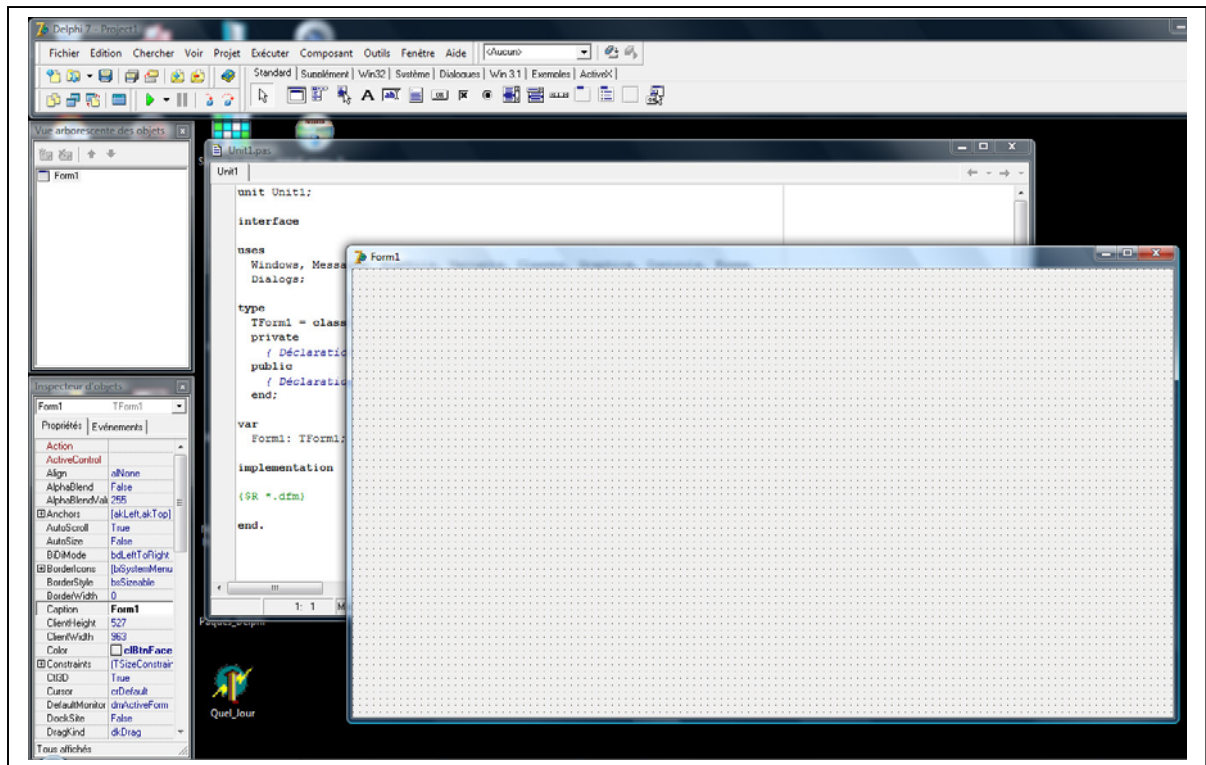 Delphi 7 - Project1
Fichier Edition Chercher Voir Projet Exécuter Composant Outils Fenêtre Aide <Aucun>
Standard Supplément Win32 Système Dialogues Win 3.1 Exemples ActiveX
Vue arborescente des objets
Form1
Unit1.pas
Unit1
unit Unit1;
interface
uses
Windows, Messa
Dialogs;
type
TForm1 = class
private
{ Déclaratio
public
{ Déclaratio
end;
var
Form1: TForm1;
implementation
{$R *.dfm}
end.
1: 1 M
Form1
Inspecteur d'objets
Form1 TForm1
Propriétés Evénements
Action
ActiveControl
Align alNone
AlphaBlend False
AlphaBlendVal 255
Anchors [akLeft,akTop]
AutoScroll True
AutoSize False
BiDiMode bdLeftToRight
BorderIcons [biSystemMenu
BorderStyle bsSizeable
BorderWidth 0
Caption Form1
ClientHeight 527
ClientWidth 963
Color clBtnFace
Constraints (TSizeConstrair
Ctl3D True
Cursor crDefault
DefaultMonitor dmActiveForm
DockSite False
DragKind dkDrag
Tous affichés
Paques_Delphi
Quel_Jour